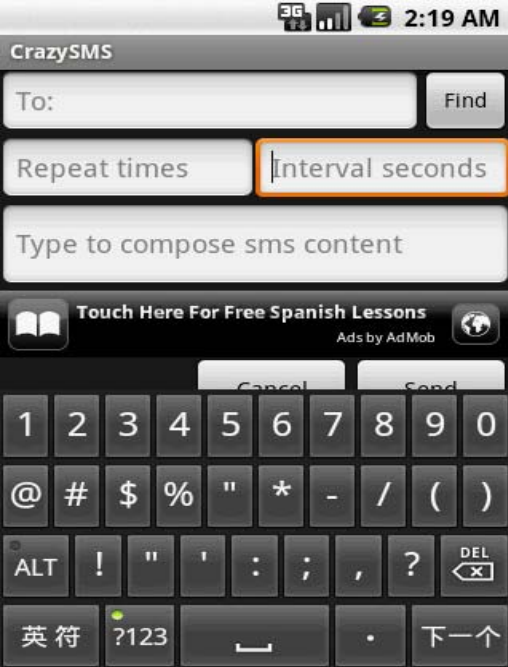 3G 2:19 AM
CrazySMS
To: Find
Repeat times Interval seconds
Type to compose sms content
Touch Here For Free Spanish Lessons
Ads by AdMob
Cancel Send
1 2 3 4 5 6 7 8 9 0
@ # $ % " * - / ( )
ALT ! " ' : ; , ? DEL
英符 ?123 .下一个